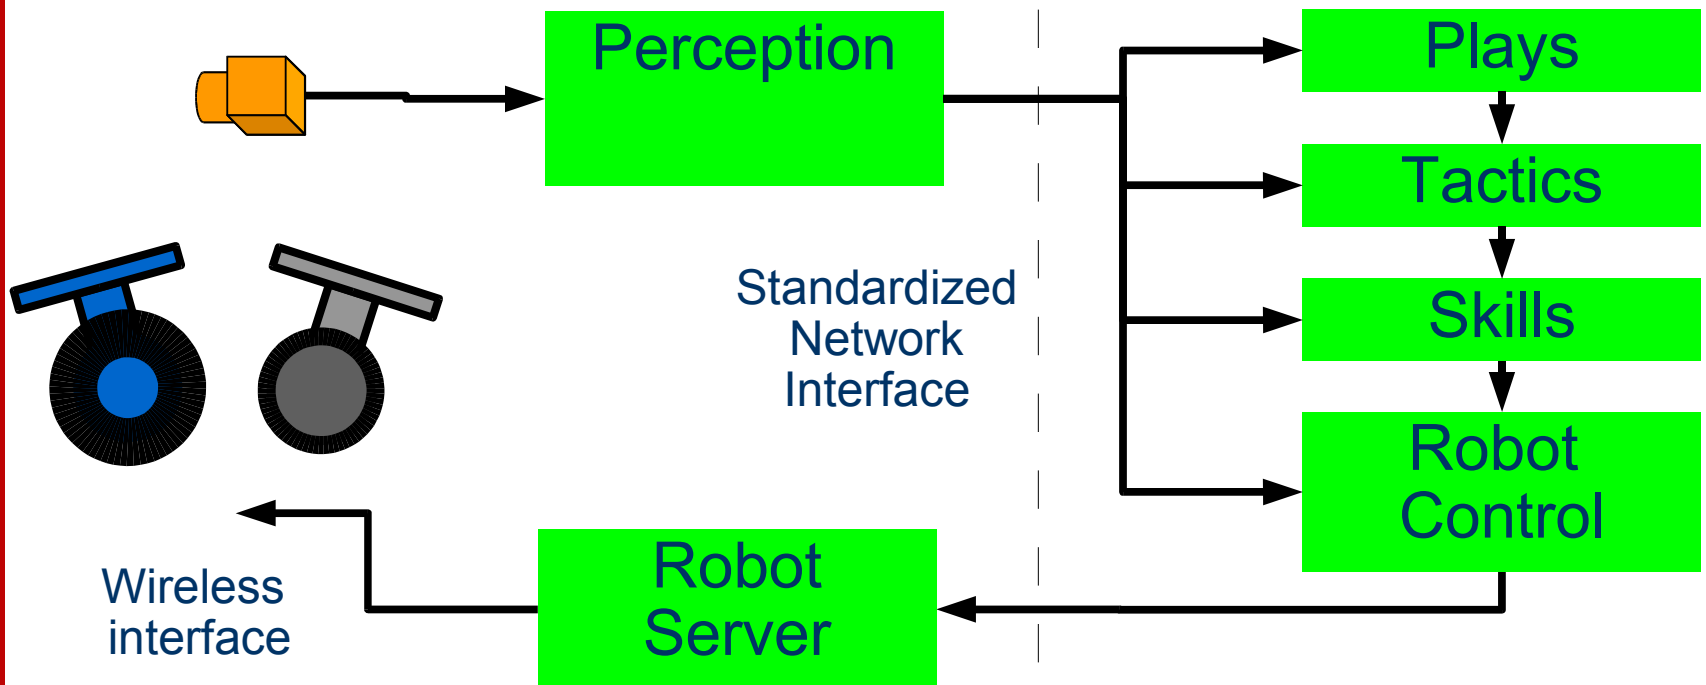 Perception
Plays
Tactics
Skills
Robot
Control
Standardized
Network
Interface
Robot
Server
Wireless
interface